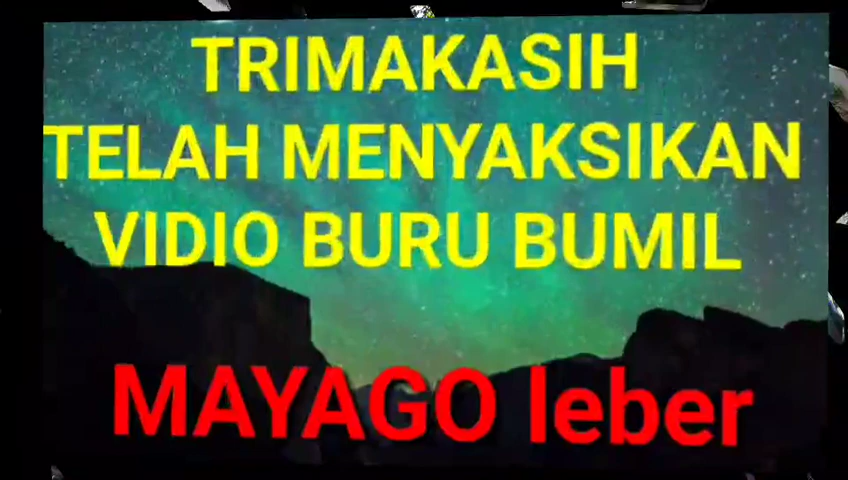 TRIMAKASIH
TELAH MENYAKSIKAN
VIDIO BURU BUMIL
MAYAGO leber